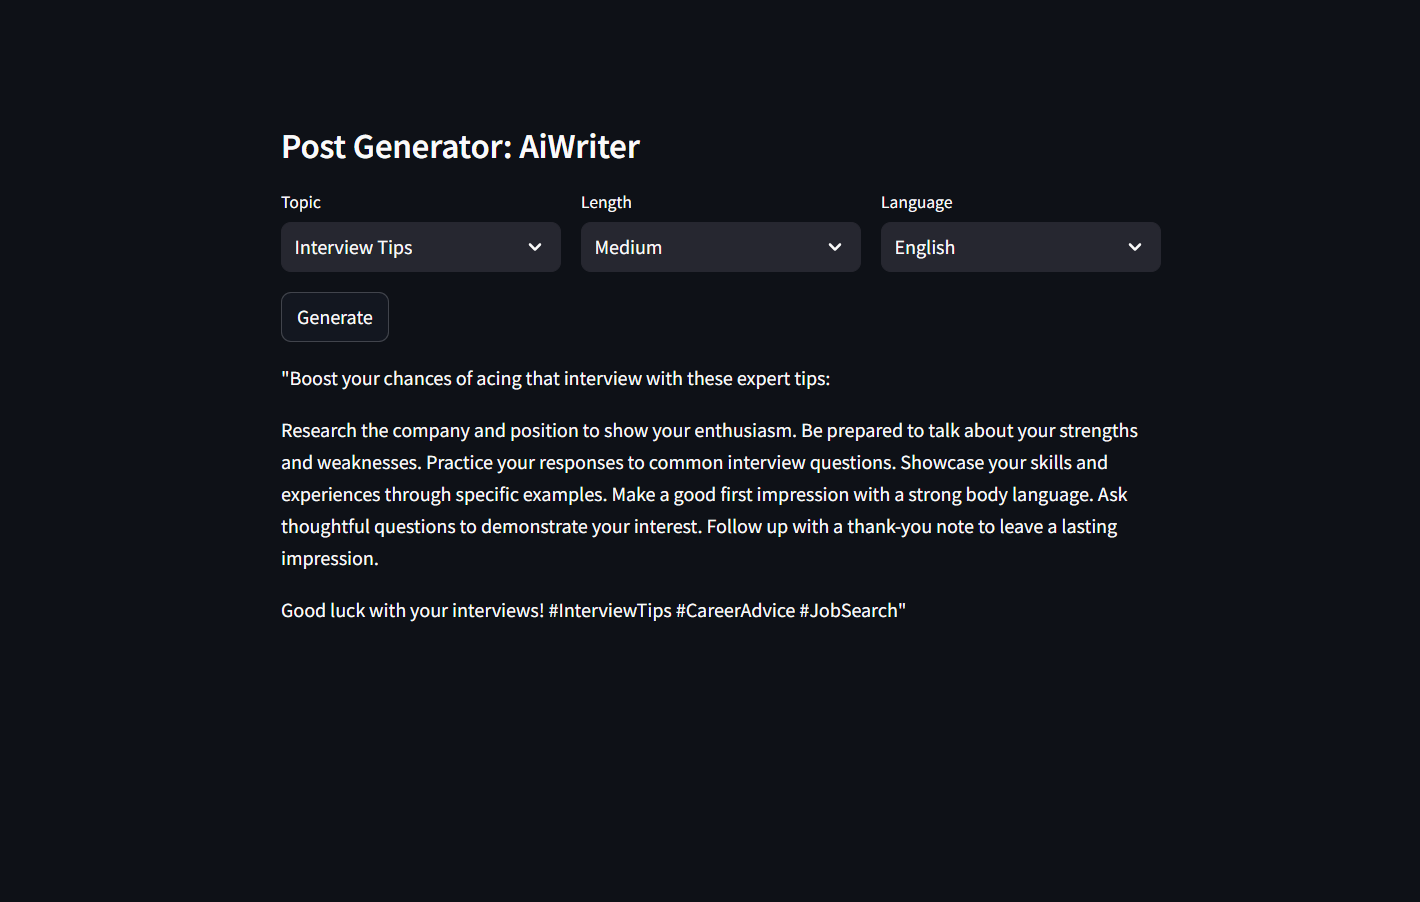 Post Generator: AiWriter
Topic
Length
Language
Interview Tips
Medium
English
Generate
"Boost your chances of acing that interview with these expert tips:
Research the company and position to show your enthusiasm. Be prepared to talk about your strengths
and weaknesses. Practice your responses to common interview questions. Showcase your skills and
experiences through specific examples. Make a good first impression with a strong body language. Ask
thoughtful questions to demonstrate your interest. Follow up with a thank-you note to leave a lasting
impression.
Good luck with your interviews! #InterviewTips #CareerAdvice #JobSearch"